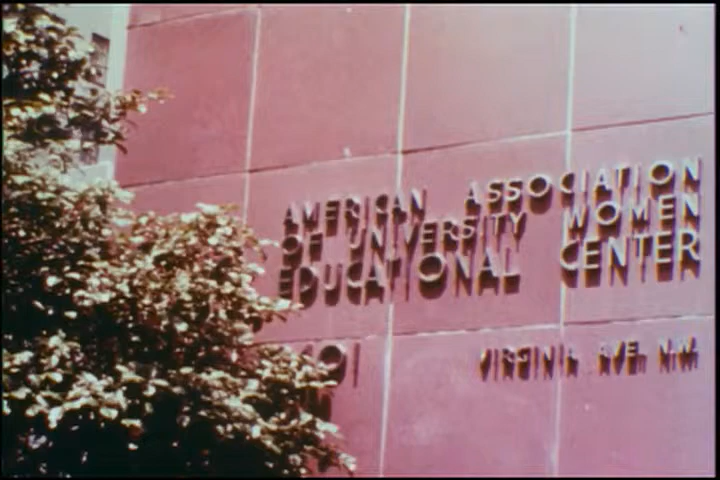 AMERICAN ASSOCIATION
OF UNIVERSITY WOMEN
EDUCATIONAL CENTER
VIRGINIA AVE. N.W.